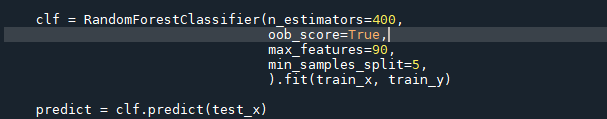 clf = RandomForestClassifier(n_estimators=400,
oob_score=True,
max_features=90,
min_samples_split=5,
).fit(train_x, train_y)
predict = clf.predict(test_x)